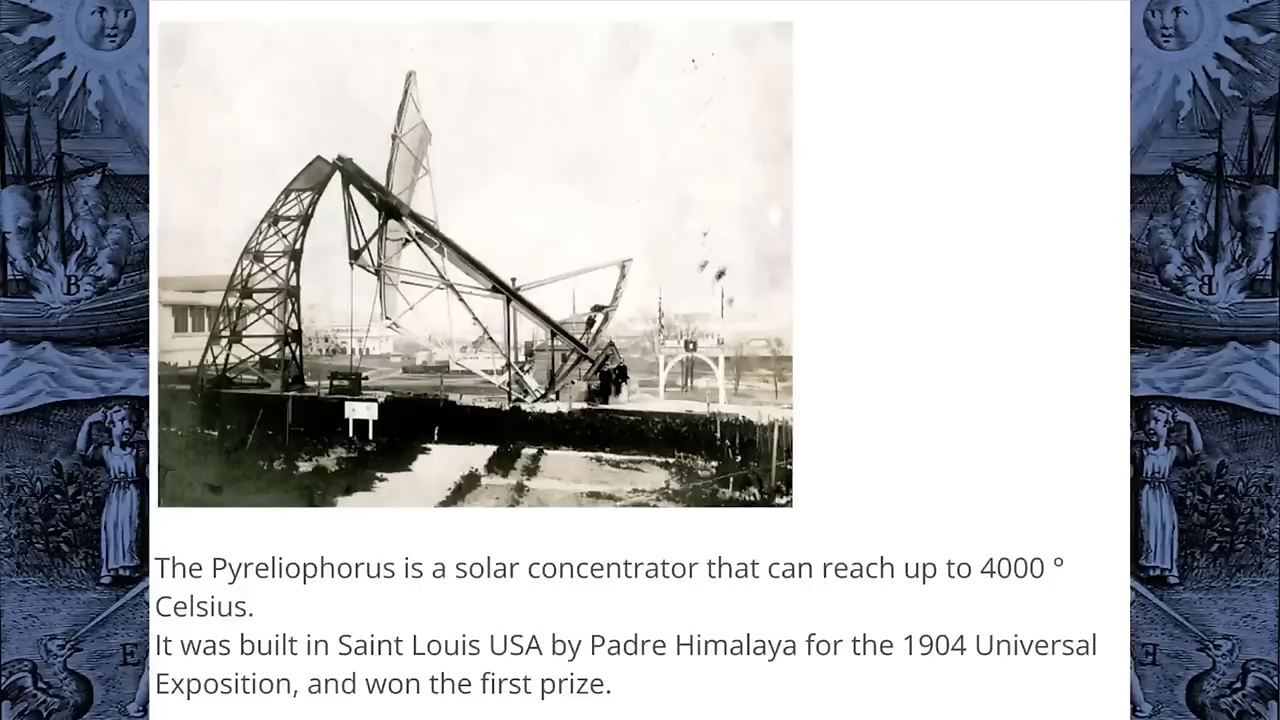 The Pyreliophorus is a solar concentrator that can reach up to 4000 °
Celsius.
It was built in Saint Louis USA by Padre Himalaya for the 1904 Universal
Exposition, and won the first prize.
B
E
B
E